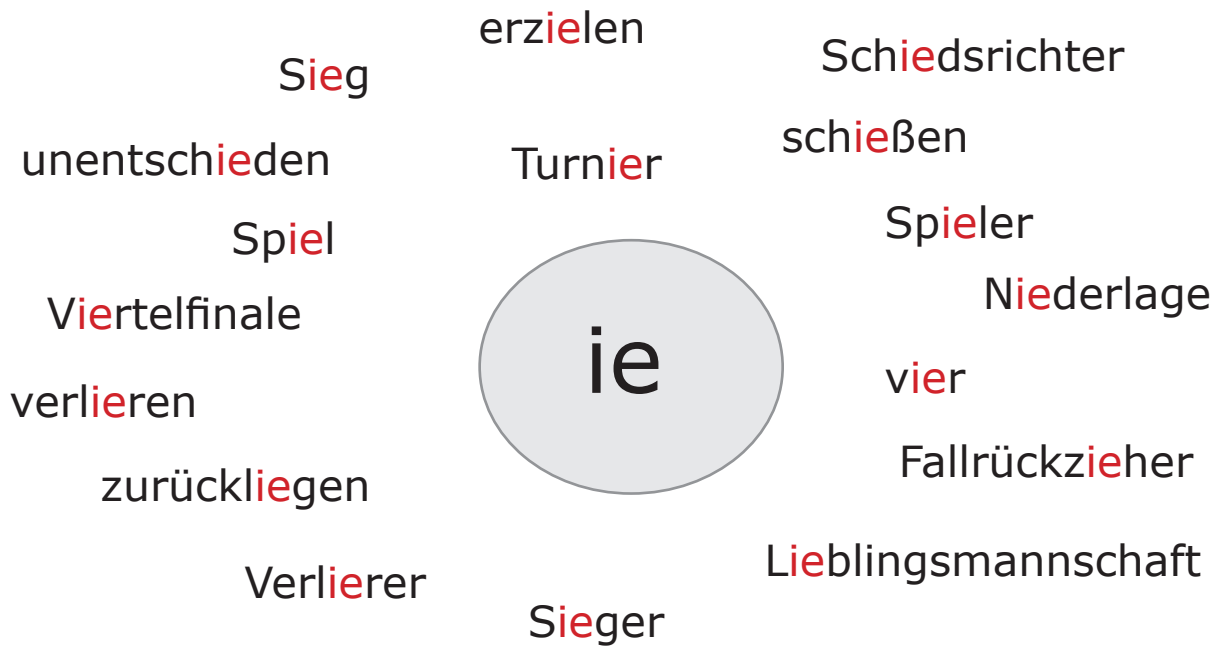 erzielen
Sieg
Schiedsrichter
unentschieden
Turnier
schießen
Spiel
Spieler
Viertelfinale
Niederlage
ie
verlieren
vier
zurückliegen
Fallrückzieher
Verlierer
Lieblingsmannschaft
Sieger